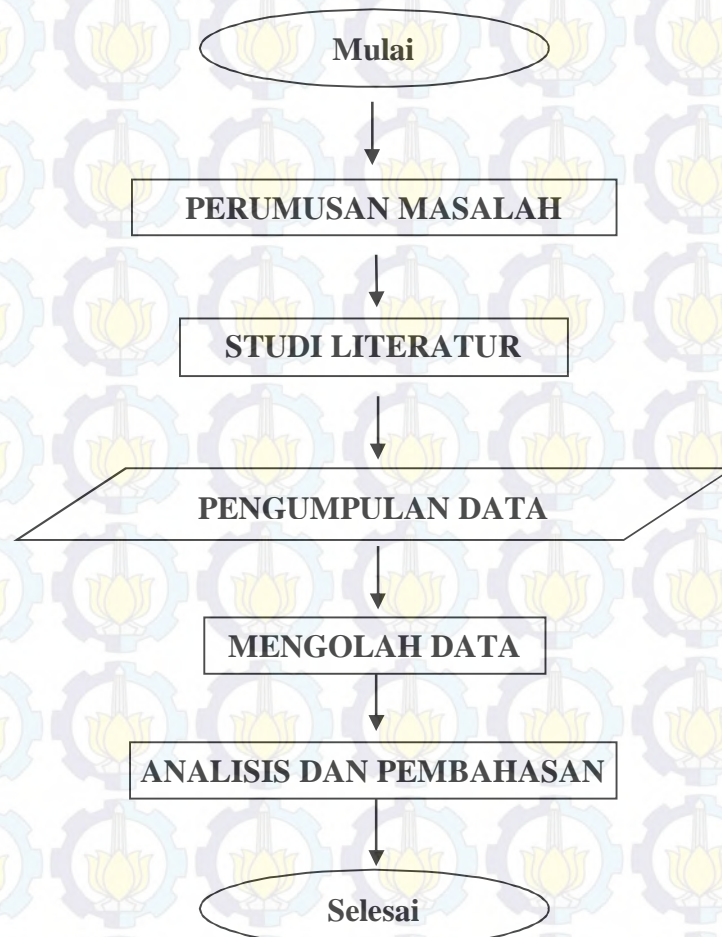 Mulai
PERUMUSAN MASALAH
STUDI LITERATUR
PENGUMPULAN DATA
MENGOLAH DATA
ANALISIS DAN PEMBAHASAN
Selesai